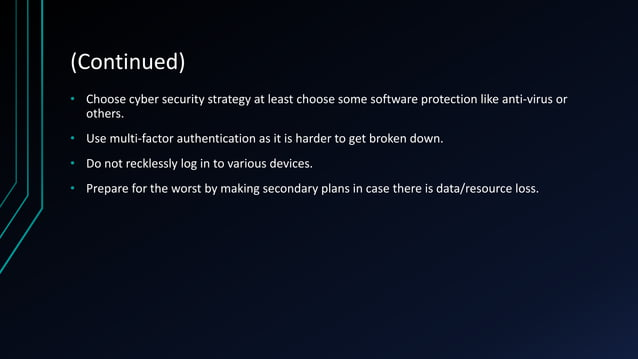 (Continued)
• Choose cyber security strategy at least choose some software protection like anti-virus or
others.
• Use multi-factor authentication as it is harder to get broken down.
• Do not recklessly log in to various devices.
• Prepare for the worst by making secondary plans in case there is data/resource loss.